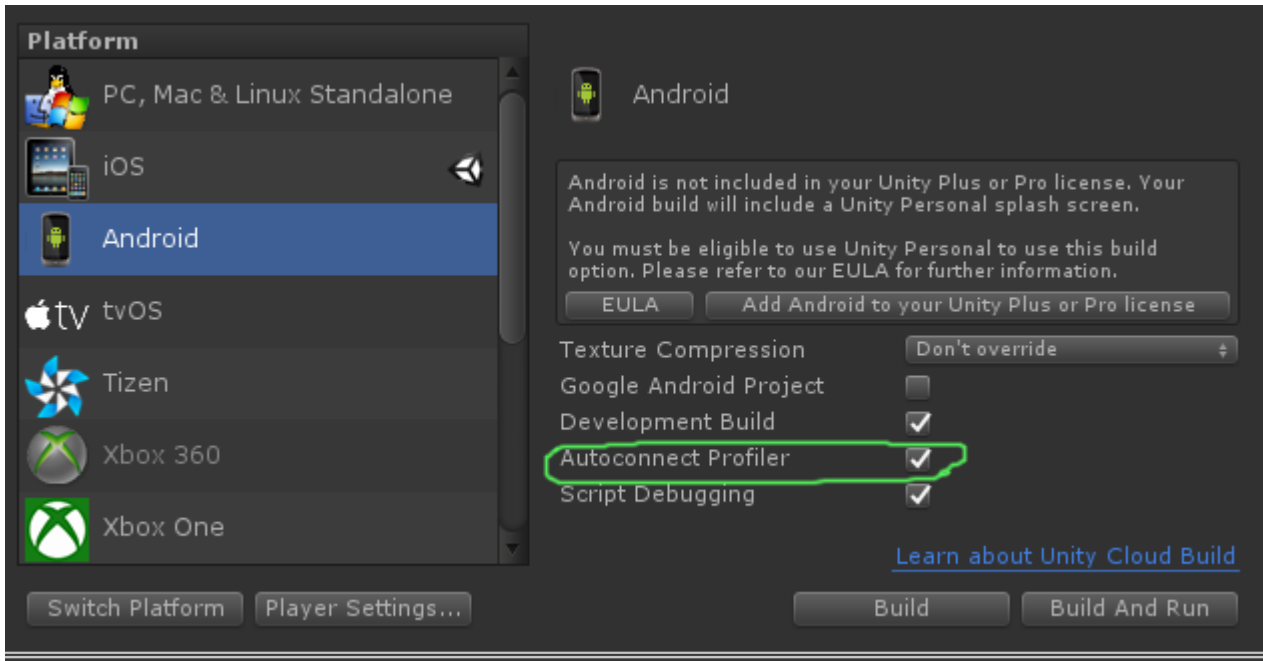 Platform
PC, Mac & Linux Standalone
iOS
Android
tv tvOS
Tizen
Xbox 360
Xbox One
Switch Platform
Player Settings...
Android
Android is not included in your Unity Plus or Pro license. Your
Android build will include a Unity Personal splash screen.
You must be eligible to use Unity Personal to use this build
option. Please refer to our EULA for further information.
EULA
Add Android to your Unity Plus or Pro license
Texture Compression Don't override
Google Android Project
Development Build
Autoconnect Profiler
Script Debugging
Learn about Unity Cloud Build
Build
Build And Run